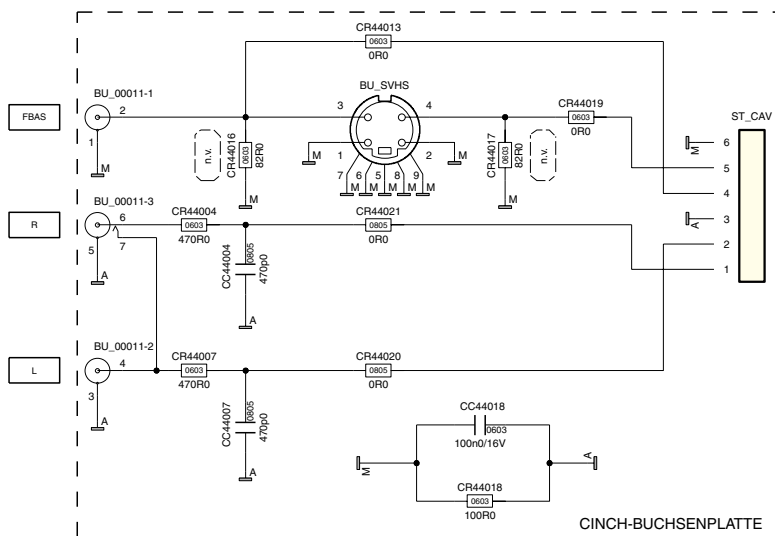 CR44013
0603
0R0
BU_00011-1
BU_SVHS
FBAS
2
1
M
CR44016
0603
82R0
n.v.
M
3
4
1
2
M
M
7
6
5
8
9
M
M
M
M
M
CR44017
0603
82R0
n.v.
M
CR44019
0603
0R0
ST_CAV
6
M
5
4
3
A
2
1
R
BU_00011-3
6
7
5
A
CR44004
0603
470R0
CC44004
0805
470p0
A
CR44021
0805
0R0
L
BU_00011-2
4
3
A
CR44007
0603
470R0
CC44007
0805
470p0
A
CR44020
0805
0R0
CC44018
0603
100n0/16V
M
A
CR44018
0603
100R0
CINCH-BUCHSENPLATTE